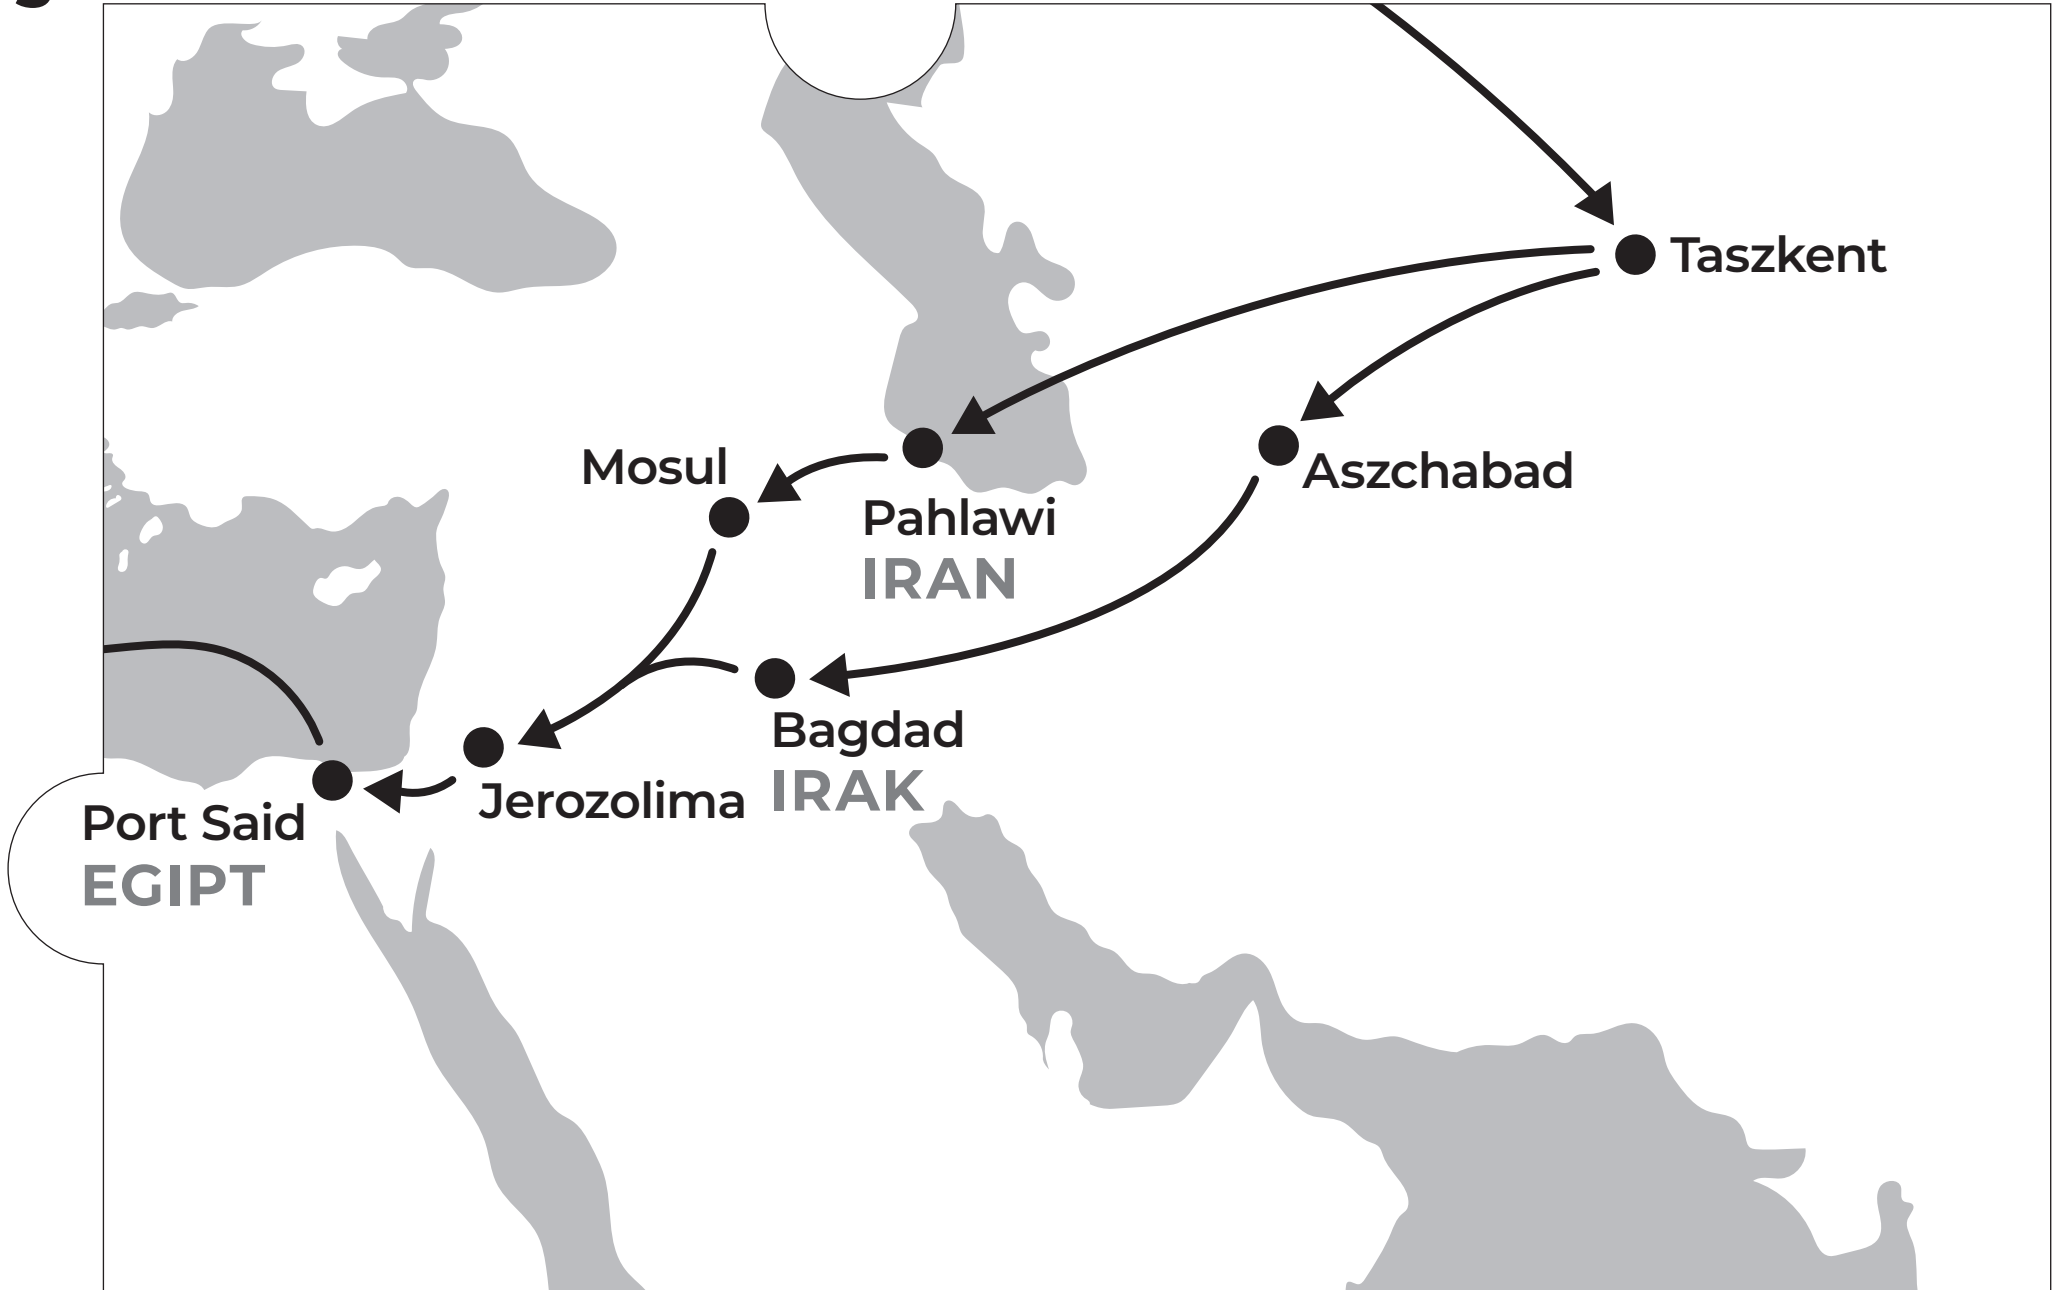 Taszkent
Mosul
Aszchabad
Pahlawi
IRAN
Bagdad
IRAK
Jerozolima
Port Said
EGIPT